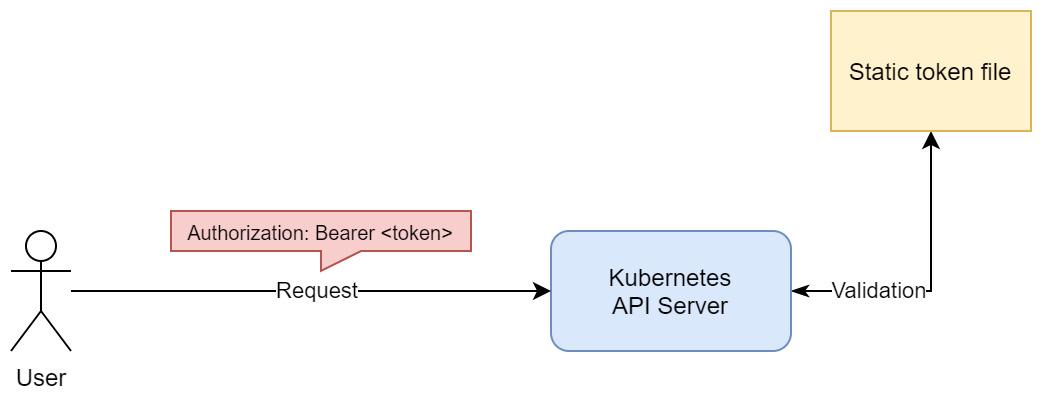 Static token file
Authorization: Bearer <token>
Request
Kubernetes
API Server
Validation
User